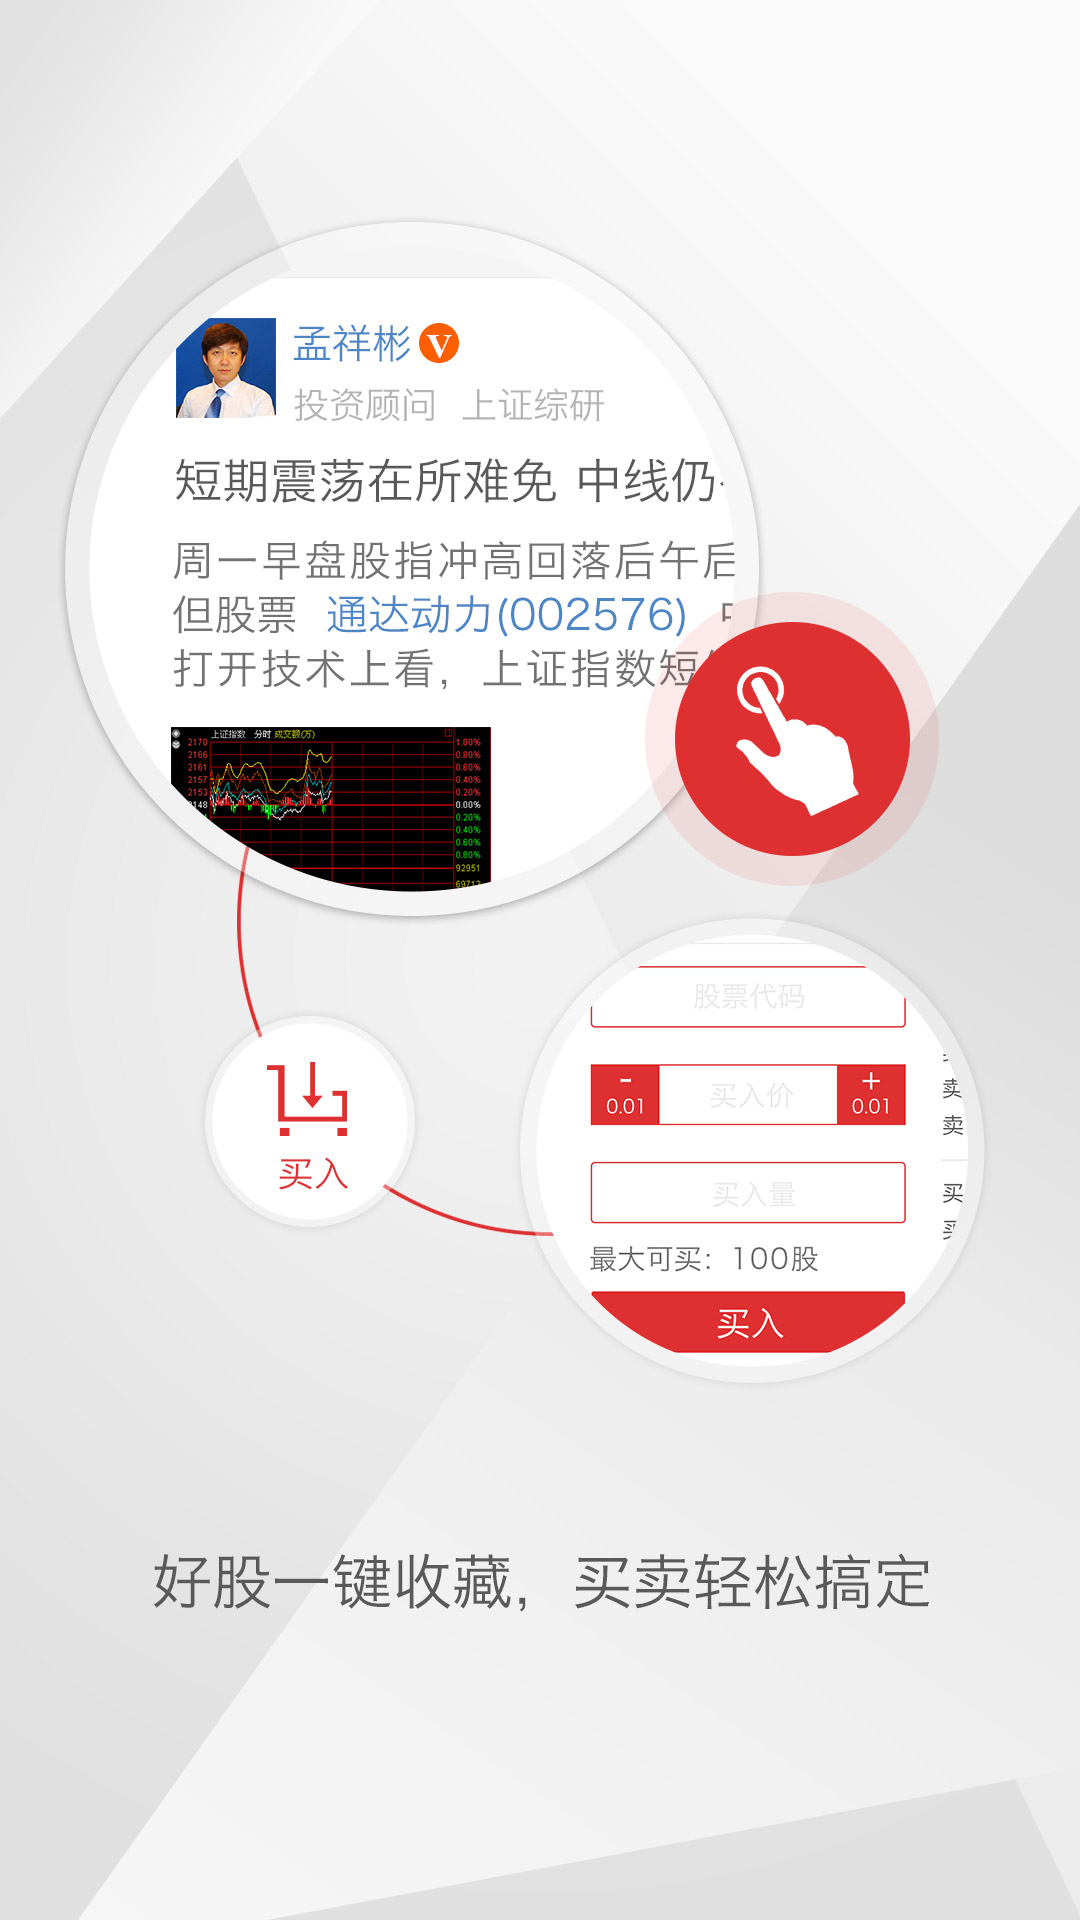 孟祥彬 V
投资顾问 上证综研
短期震荡在所难免 中线仍
周一早盘股指冲高回落后午后
但股票 通达动力(002576)
打开技术上看，上证指数短
上证指数 分时 成交额(万)
2170 1.00%
2166 0.80%
2161 0.60%
2157 0.40%
2153 0.20%
2148 0.00%
0.20%
0.40%
0.60%
0.80%
92951
69713
股票代码
- 买入价 +
0.01 0.01
卖
卖
买入量
买
最大可买：100股
买入
买入
好股一键收藏，买卖轻松搞定